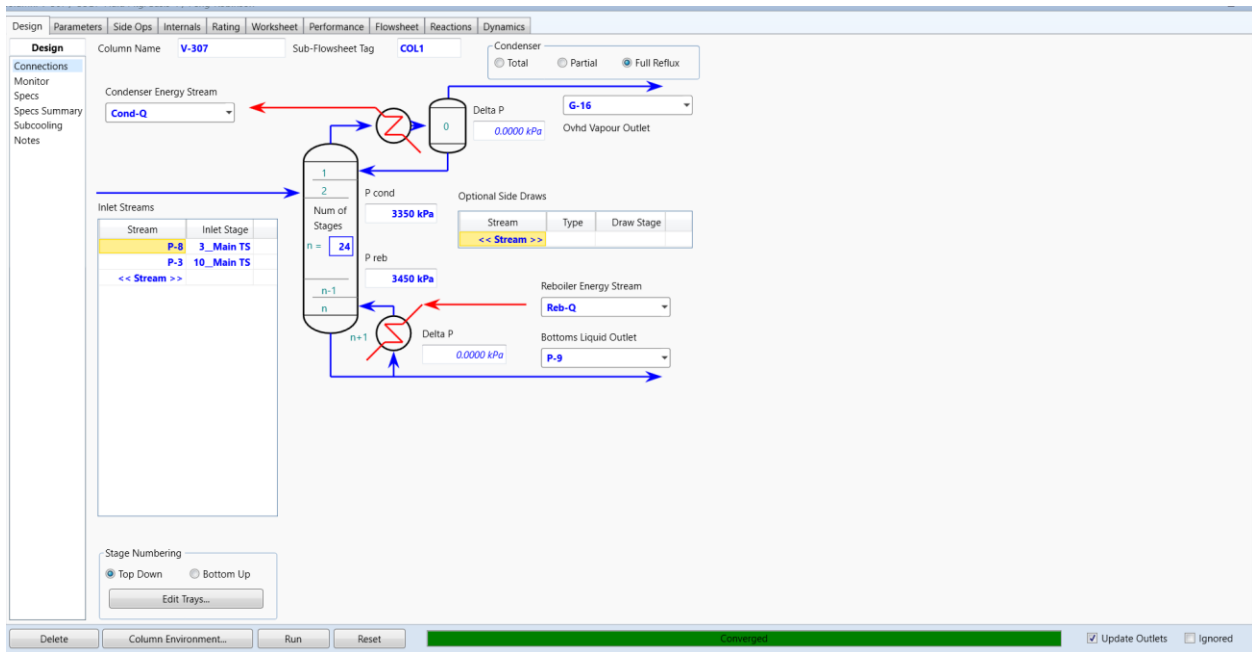 Design Parameters Side Ops Internals Rating Worksheet Performance Flowsheet Reactions Dynamics
Design
Connections
Monitor
Specs
Specs Summary
Subcooling
Notes
Column Name V-307 Sub-Flowsheet Tag COL1
Condenser
Total Partial Full Reflux
Condenser Energy Stream
Cond-Q
0
Delta P
0.0000 kPa
G-16
Ovhd Vapour Outlet
1
2
Num of
Stages
n = 24
n-1
n
n+1
P cond
3350 kPa
P reb
3450 kPa
Delta P
0.0000 kPa
Optional Side Draws
Stream Type Draw Stage
<< Stream >>
Reboiler Energy Stream
Reb-Q
Bottoms Liquid Outlet
P-9
Inlet Streams
Stream Inlet Stage
P-8 3__Main TS
P-3 10__Main TS
<< Stream >>
Stage Numbering
Top Down Bottom Up
Edit Trays...
Delete Column Environment... Run Reset Converged Update Outlets Ignored